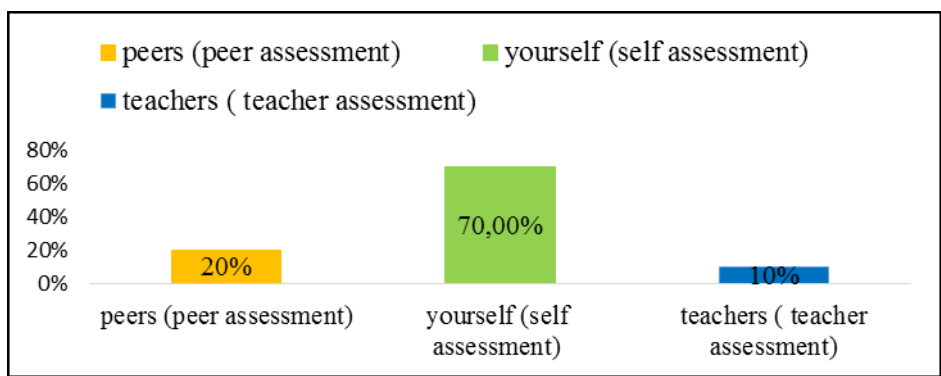 peers (peer assessment)
yourself (self assessment)
teachers ( teacher assessment)
80%
60%
40%
20%
0%
20%
70,00%
10%
peers (peer assessment)
yourself (self
assessment)
teachers ( teacher
assessment)